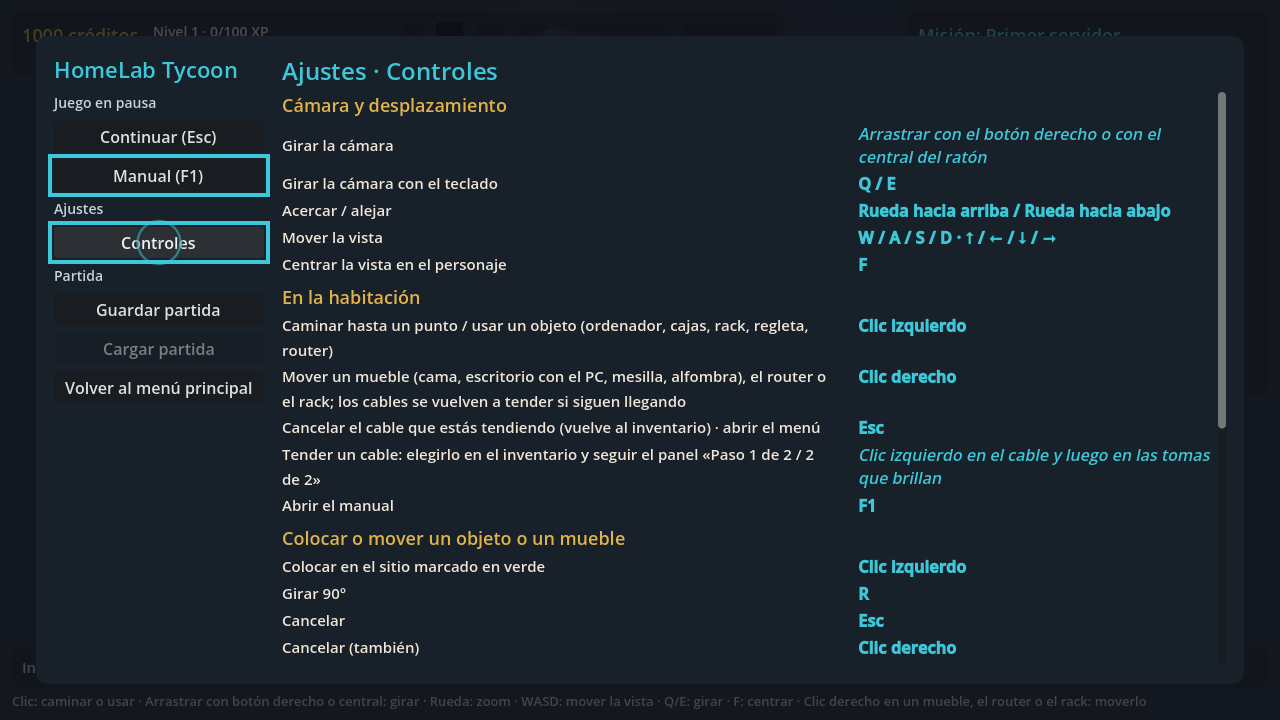 1000 créditos
Nivel 1 · 0/100 XP
Misión: Primer servidor
HomeLab Tycoon
Juego en pausa
Continuar (Esc)
Manual (F1)
Ajustes
Controles
Partida
Guardar partida
Cargar partida
Volver al menú principal
Ajustes · Controles
Cámara y desplazamiento
Girar la cámara
Arrastrar con el botón derecho o con el
central del ratón
Girar la cámara con el teclado
Q / E
Acercar / alejar
Rueda hacia arriba / Rueda hacia abajo
Mover la vista
W / A / S / D · ↑ / ← / ↓ / →
Centrar la vista en el personaje
F
En la habitación
Caminar hasta un punto / usar un objeto (ordenador, cajas, rack, regleta,
router)
Clic izquierdo
Mover un mueble (cama, escritorio con el PC, mesilla, alfombra), el router o
el rack; los cables se vuelven a tender si siguen llegando
Clic derecho
Cancelar el cable que estás tendiendo (vuelve al inventario) · abrir el menú
Esc
Tender un cable: elegirlo en el inventario y seguir el panel «Paso 1 de 2 / 2
de 2»
Clic izquierdo en el cable y luego en las tomas
que brillan
Abrir el manual
F1
Colocar o mover un objeto o un mueble
Colocar en el sitio marcado en verde
Clic izquierdo
Girar 90°
R
Cancelar
Esc
Cancelar (también)
Clic derecho
In
Clic: caminar o usar · Arrastrar con botón derecho o central: girar · Rueda: zoom · WASD: mover la vista · Q/E: girar · F: centrar · Clic derecho en un mueble, el router o el rack: moverlo